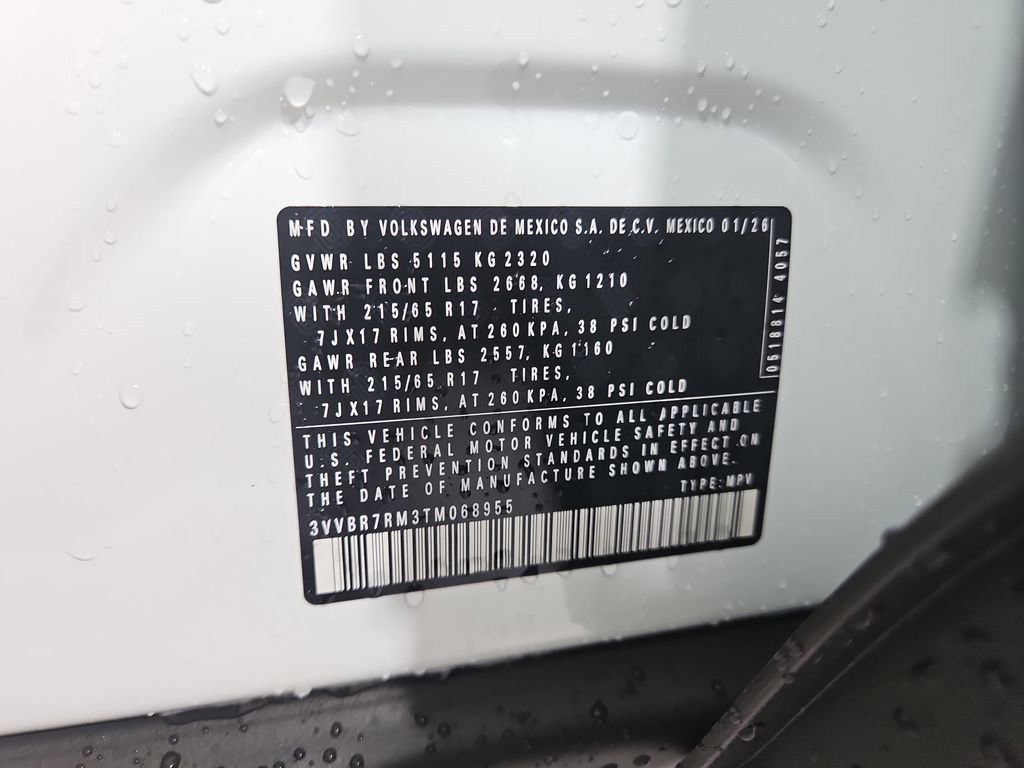 MFD BY VOLKSWAGEN DE MEXICO S.A. DE C.V. MEXICO 01/26
GVWR LBS 5115 KG 2320
GAWR FRONT LBS 2668, KG 1210
WITH 215/65 R17 TIRES,
7JX17 RIMS, AT 260 KPA, 38 PSI COLD
GAWR REAR LBS 2557, KG 1160
WITH 215/65 R17 TIRES,
7JX17 RIMS, AT 260 KPA, 38 PSI COLD
0518814 4057
THIS VEHICLE CONFORMS TO ALL APPLICABLE
U.S. FEDERAL MOTOR VEHICLE SAFETY AND
THEFT PREVENTION STANDARDS IN EFFECT ON
THE DATE OF MANUFACTURE SHOWN ABOVE.
TYPE: MPV
3VVBR7RM3TM068955